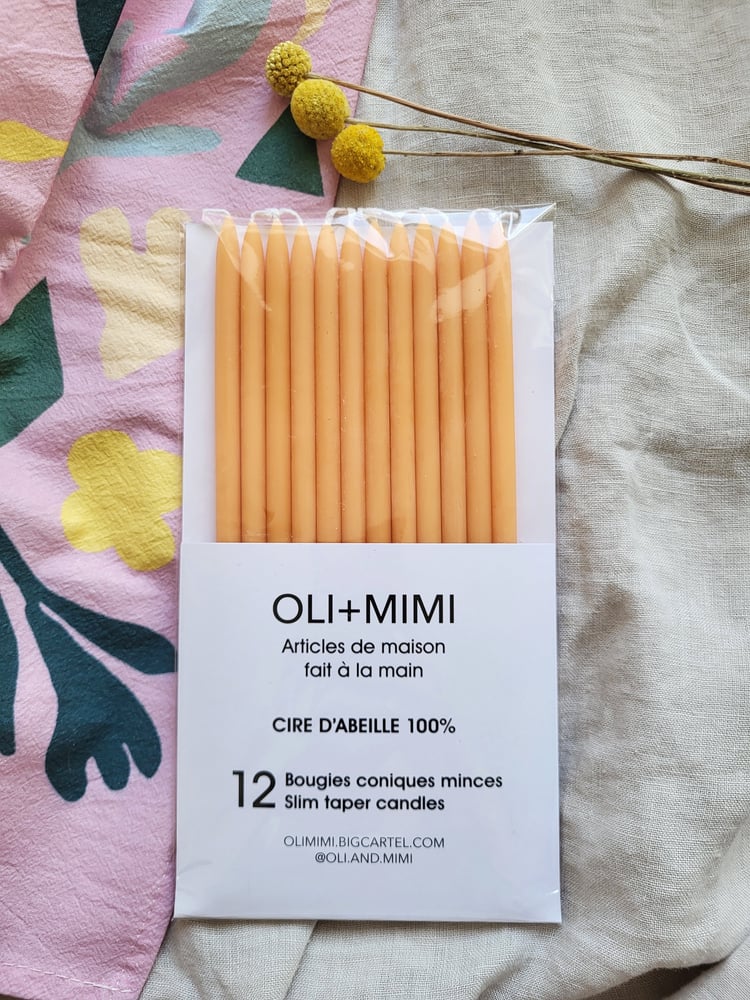 OLI+MIMI
Articles de maison
fait à la main
CIRE D'ABEILLE 100%
12 Bougies coniques minces
Slim taper candles
OLIMIMI.BIGCARTEL.COM
@OLI.AND.MIMI